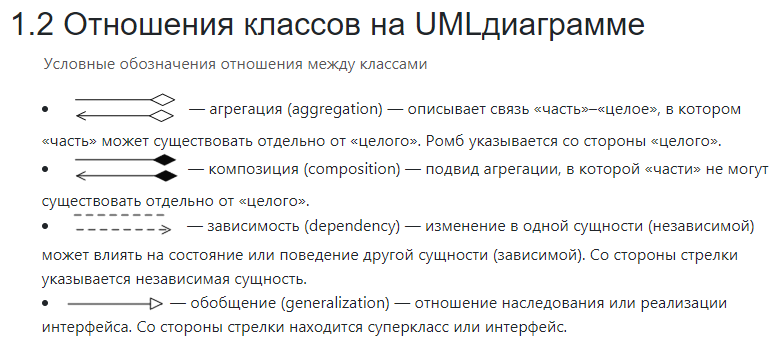 1.2 Отношения классов на UMLдиаграмме
Условные обозначения отношения между классами
• — агрегация (aggregation) — описывает связь «часть»–«целое», в котором
«часть» может существовать отдельно от «целого». Ромб указывается со стороны «целого».
• — композиция (composition) — подвид агрегации, в которой «части» не могут
существовать отдельно от «целого».
• — зависимость (dependency) — изменение в одной сущности (независимой)
может влиять на состояние или поведение другой сущности (зависимой). Со стороны стрелки
указывается независимая сущность.
• — обобщение (generalization) — отношение наследования или реализации
интерфейса. Со стороны стрелки находится суперкласс или интерфейс.